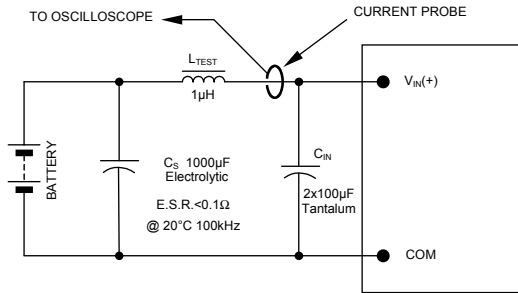 TO OSCILLOSCOPE
CURRENT PROBE
LTEST
1µH
VIN(+)
BATTERY
CS 1000µF
Electrolytic
E.S.R.<0.1Ω
@ 20°C 100kHz
CIN
2x100µF
Tantalum
COM